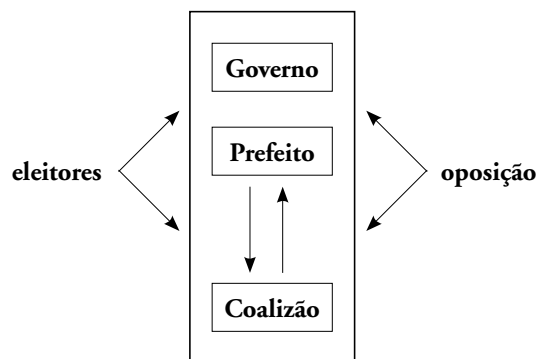 Governo
Prefeito
eleitores
oposição
Coalizão